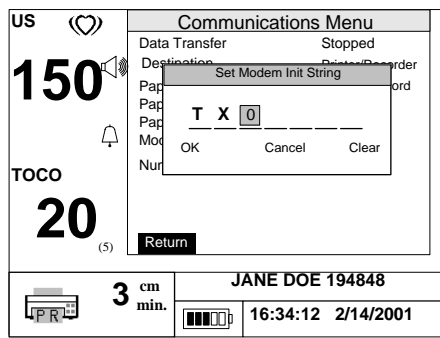 US
150
TOCO
20
(5)
Communications Menu
Data Transfer Stopped
Destination Printer/Recorder
Pap ord
Pap
Pap
Mod
Nur
Set Modem Init String
T X 0
OK Cancel Clear
Return
PR
3 cm
min.
JANE DOE 194848
16:34:12 2/14/2001